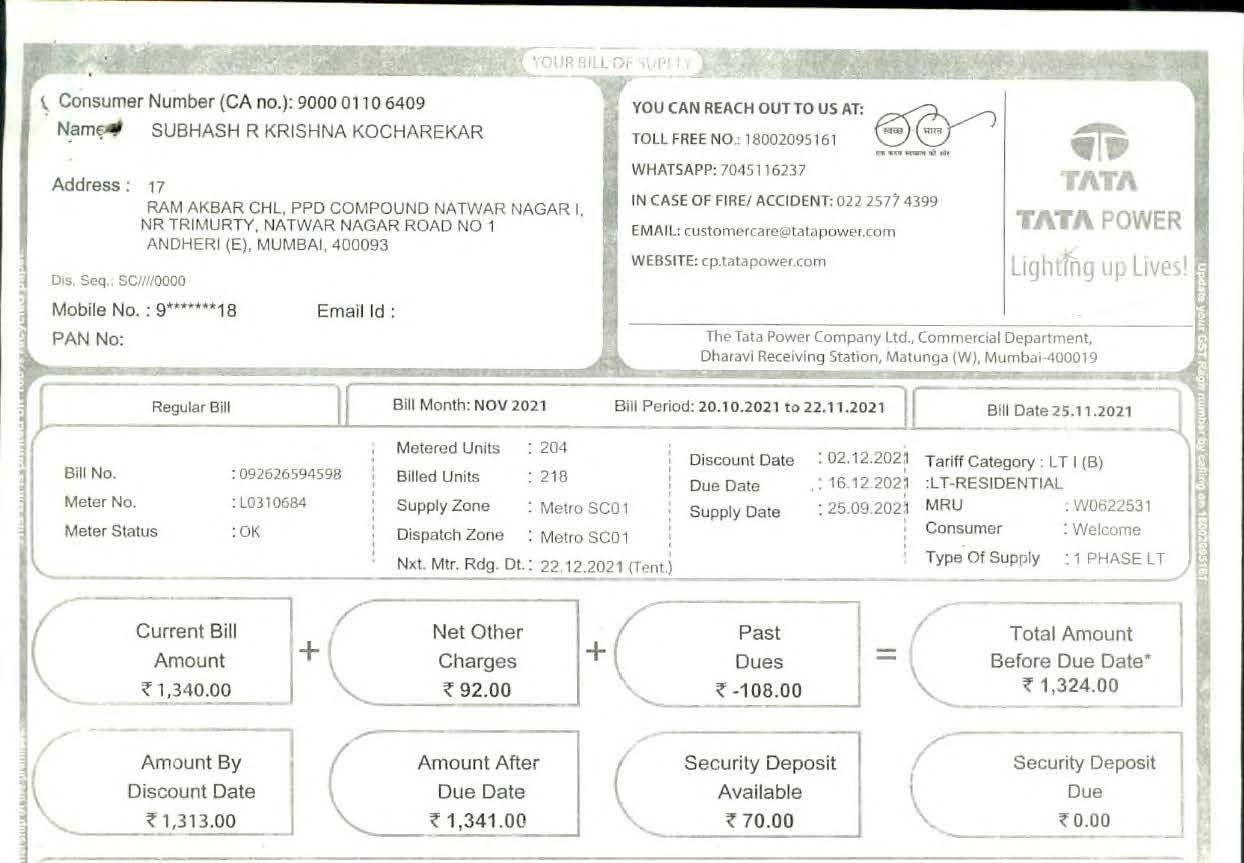 YOUR BILL OF SUPPLY
Consumer Number (CA no.): 9000 0110 6409
Name SUBHASH R KRISHNA KOCHAREKAR
Address : 17
RAM AKBAR CHL, PPD COMPOUND NATWAR NAGAR I,
NR TRIMURTY, NATWAR NAGAR ROAD NO 1
ANDHERI (E), MUMBAI, 400093
Dis. Seq.: SC////0000
Mobile No. : 9*******18 Email Id :
PAN No:
YOU CAN REACH OUT TO US AT:
TOLL FREE NO.: 18002095161
WHATSAPP: 7045116237
IN CASE OF FIRE/ ACCIDENT: 022 2577 4399
EMAIL: customercare@tatapower.com
WEBSITE: cp.tatapower.com
स्वच्छ भारत
एक कदम स्वच्छता की ओर
TATA
TATA POWER
Lighting up Lives!
The Tata Power Company Ltd., Commercial Department,
Dharavi Receiving Station, Matunga (W), Mumbai-400019
Update your GST Regn number by calling on 18002095161
Regular Bill
Bill Month: NOV 2021 Bill Period: 20.10.2021 to 22.11.2021
Bill Date 25.11.2021
Bill No. : 092626594598
Meter No. : L0310684
Meter Status : OK
Metered Units : 204
Billed Units : 218
Supply Zone : Metro SC01
Dispatch Zone : Metro SC01
Nxt. Mtr. Rdg. Dt. : 22.12.2021 (Tent.)
Discount Date : 02.12.2021
Due Date : 16.12.2021
Supply Date : 25.09.2021
Tariff Category : LT I (B)
:LT-RESIDENTIAL
MRU : W0622531
Consumer : Welcome
Type Of Supply : 1 PHASE LT
Current Bill
Amount
₹ 1,340.00
+
Net Other
Charges
₹ 92.00
+
Past
Dues
₹ -108.00
=
Total Amount
Before Due Date*
₹ 1,324.00
Amount By
Discount Date
₹ 1,313.00
Amount After
Due Date
₹ 1,341.00
Security Deposit
Available
₹ 70.00
Security Deposit
Due
₹ 0.00